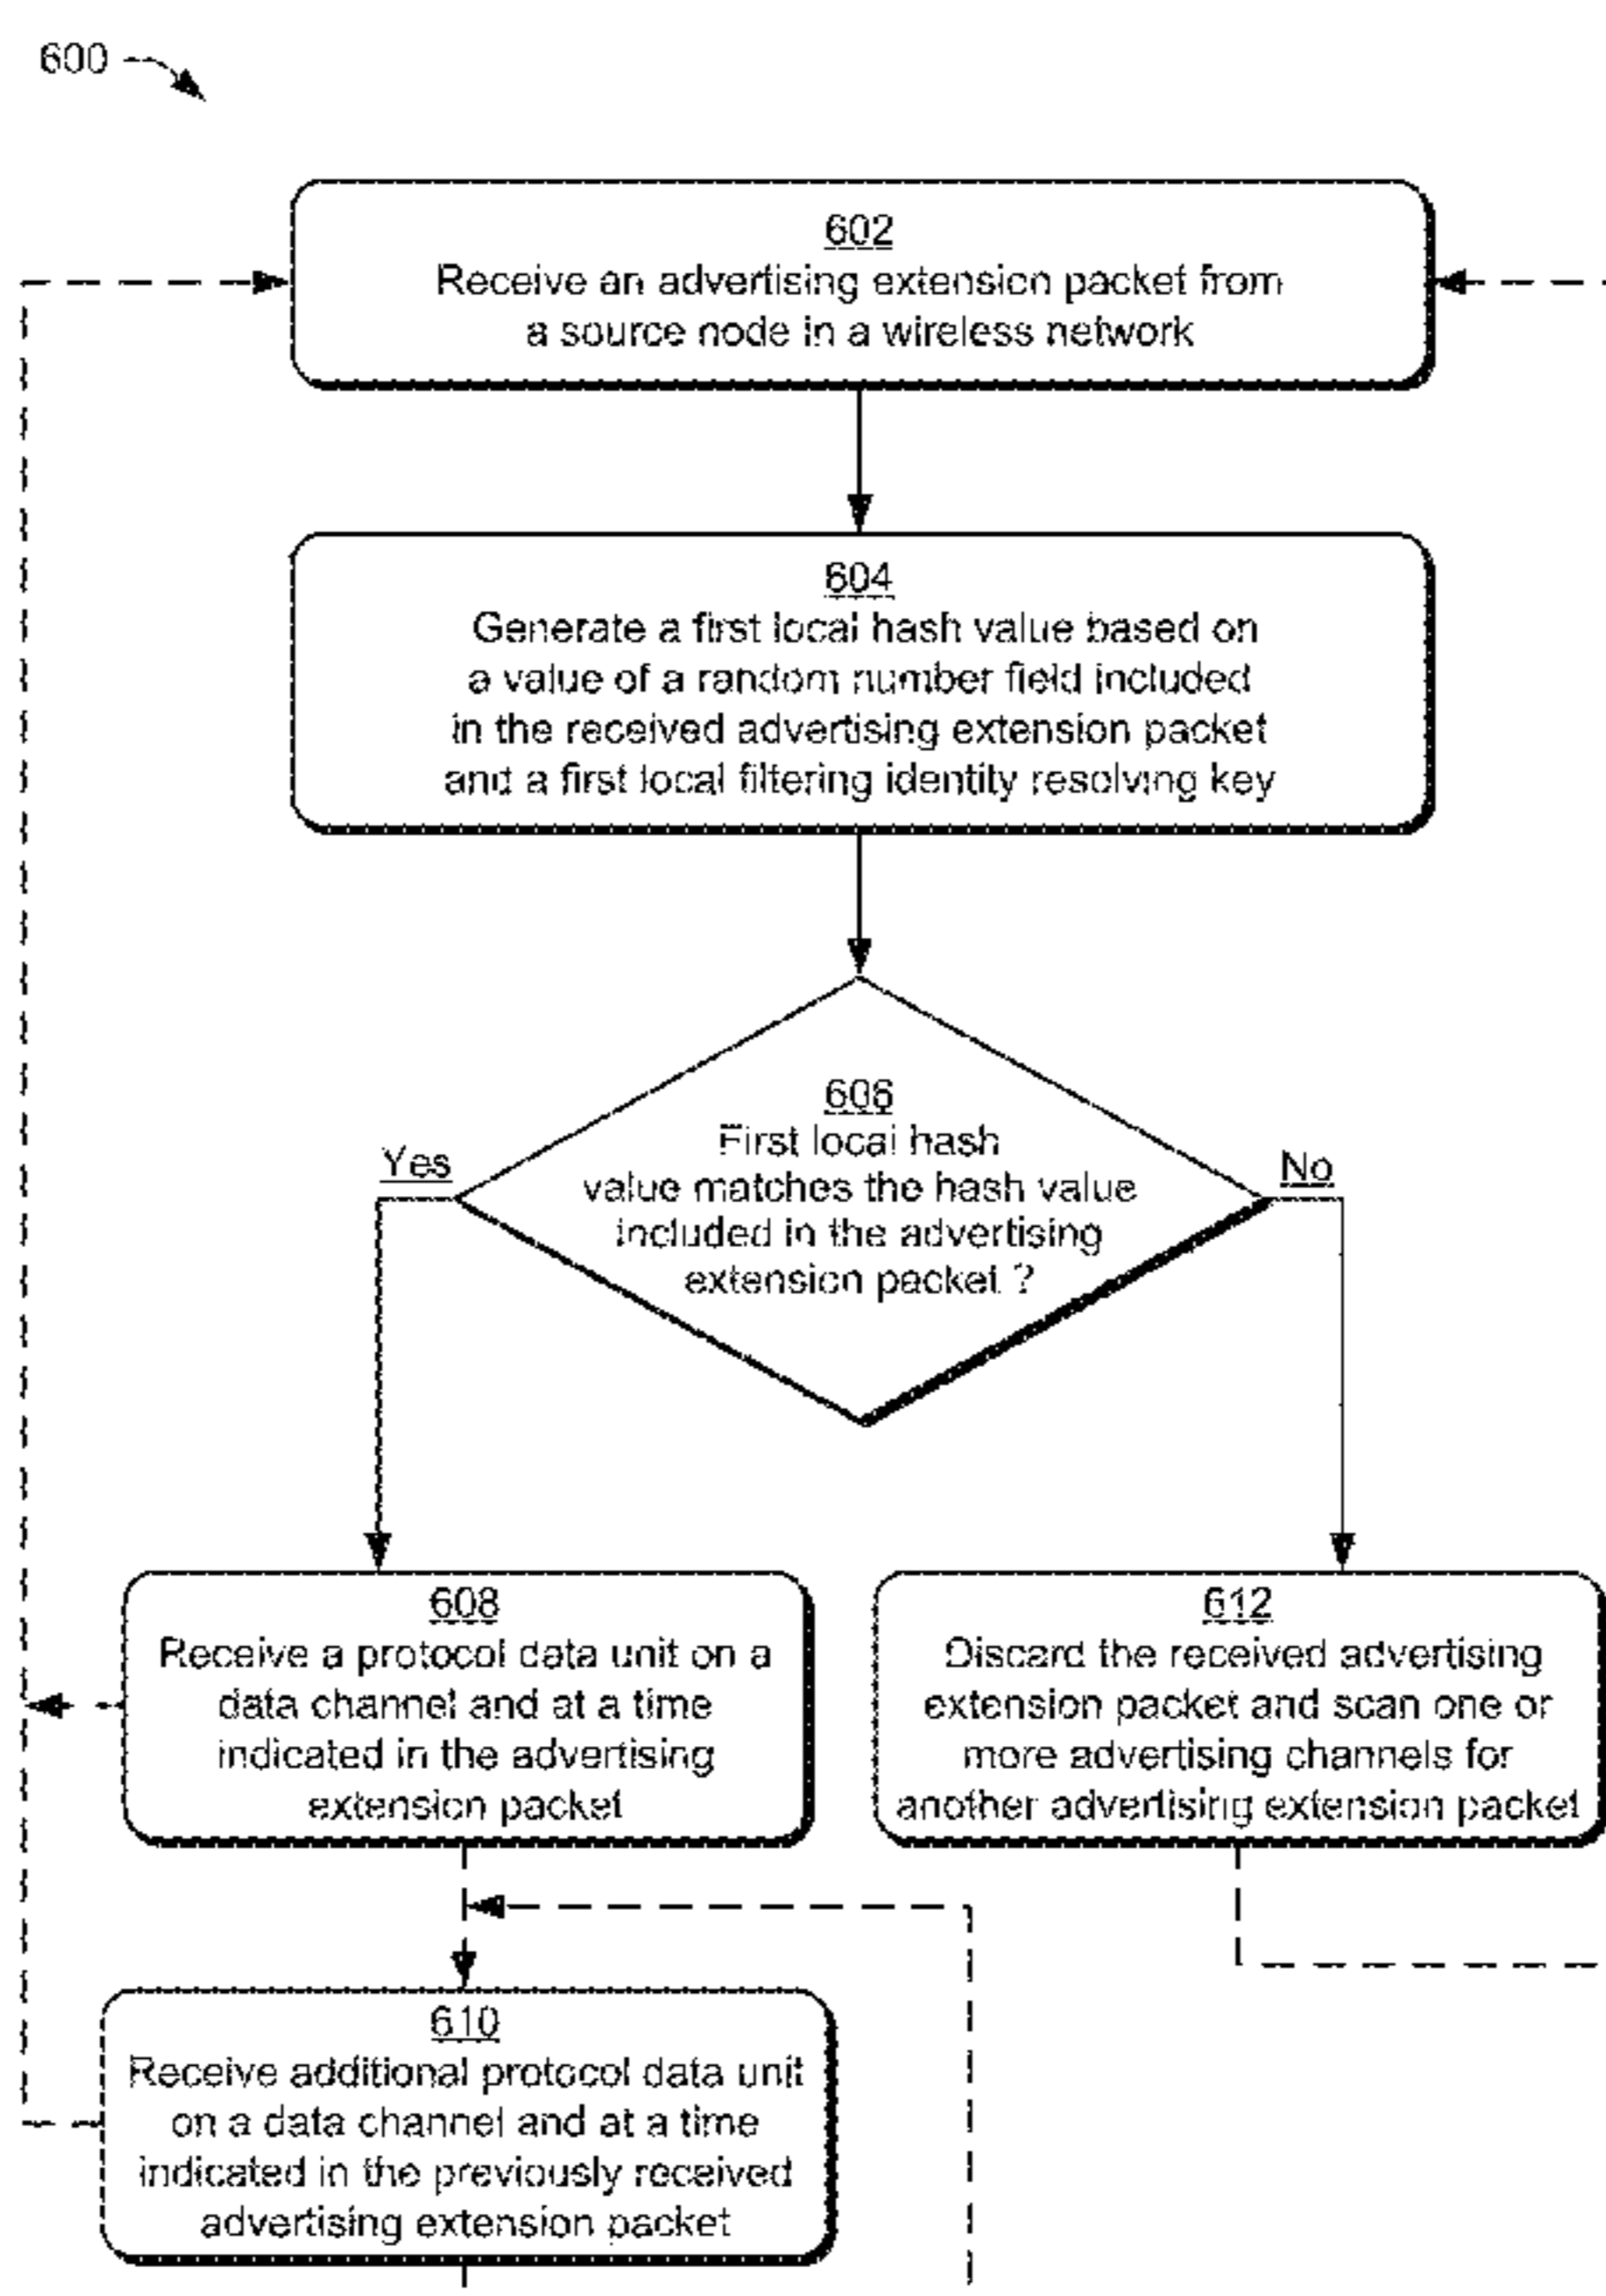 600
602
Receive an advertising extension packet from
a source node in a wireless network
604
Generate a first local hash value based on
a value of a random number field included
in the received advertising extension packet
and a first local filtering identity resolving key
606
First local hash
value matches the hash value
included in the advertising
extension packet ?
Yes
No
608
Receive a protocol data unit on a
data channel and at a time
indicated in the advertising
extension packet
612
Discard the received advertising
extension packet and scan one or
more advertising channels for
another advertising extension packet
610
Receive additional protocol data unit
on a data channel and at a time
indicated in the previously received
advertising extension packet